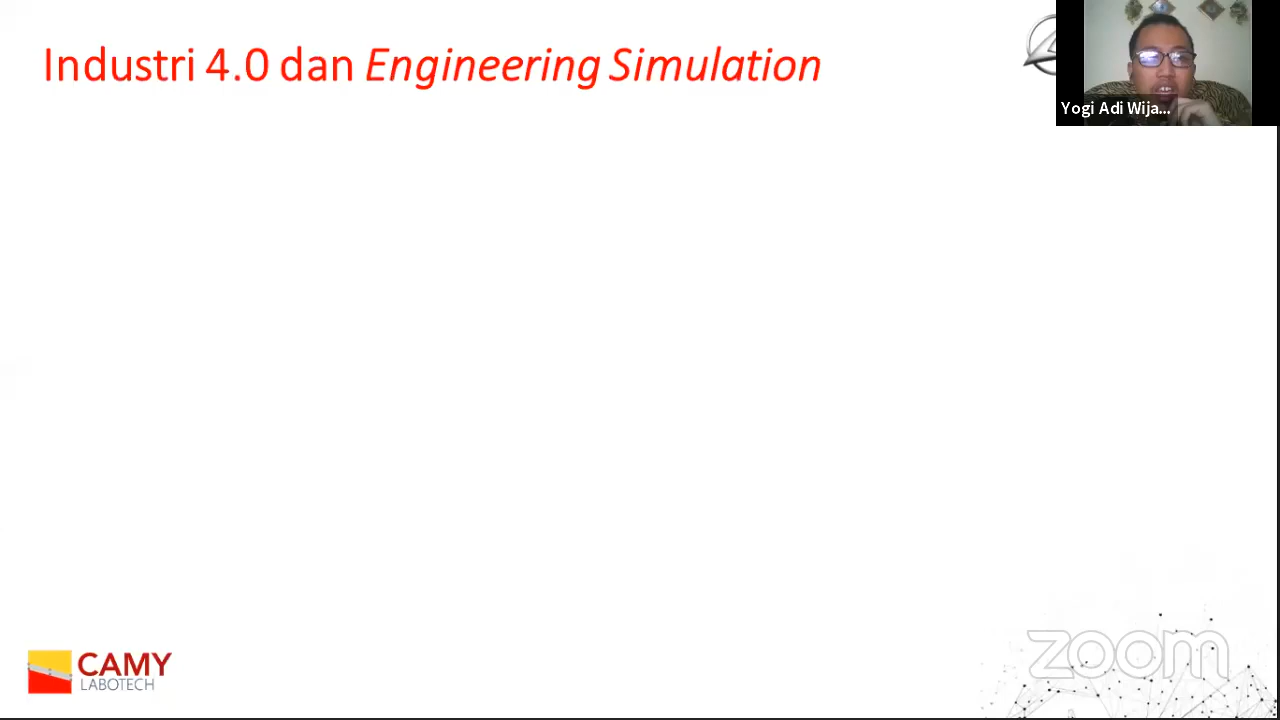 Industri 4.0 dan Engineering Simulation
Yogi Adi Wija...
CAMY
LABOTECH
zoom